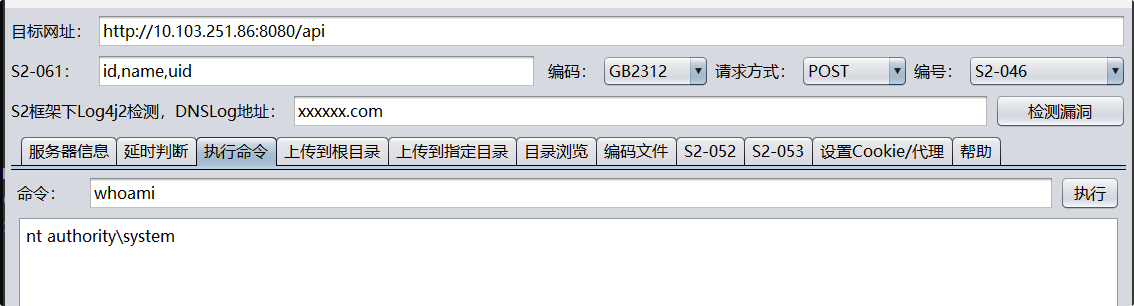 目标网址： http://10.103.251.86:8080/api
S2-061： id,name,uid 编码： GB2312 请求方式： POST 编号： S2-046
S2框架下Log4j2检测，DNSLog地址： xxxxxx.com 检测漏洞
服务器信息 延时判断 执行命令 上传到根目录 上传到指定目录 目录浏览 编码文件 S2-052 S2-053 设置Cookie/代理 帮助
命令： whoami 执行
nt authority\system